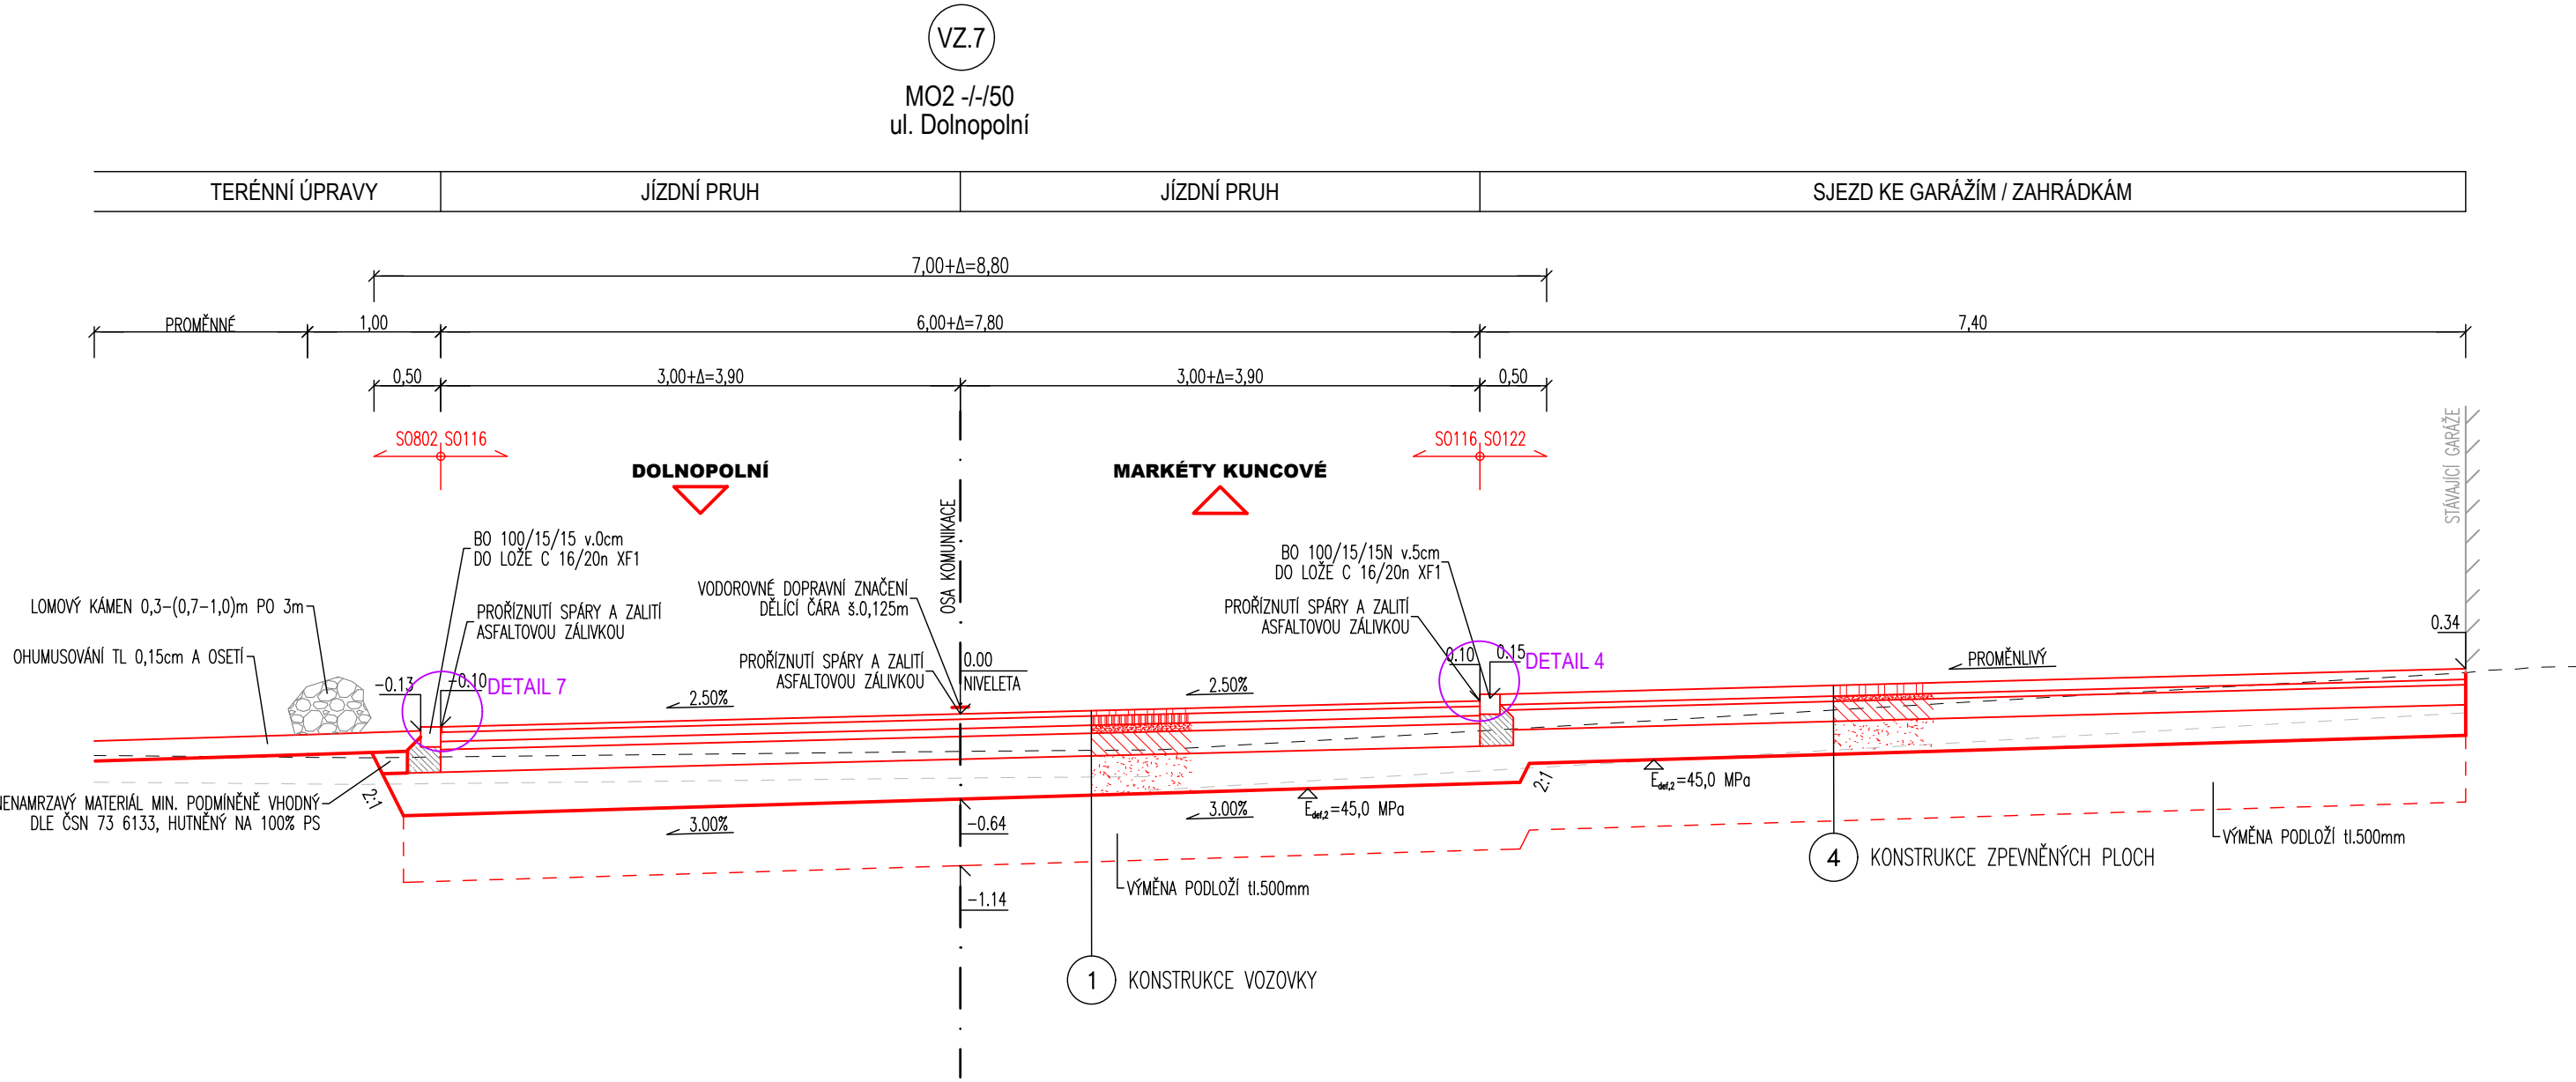 VZ.7
MO2 -/-/50
ul. Dolnopolní
TERÉNNÍ ÚPRAVY
JÍZDNÍ PRUH
JÍZDNÍ PRUH
SJEZD KE GARÁŽÍM / ZAHRÁDKÁM
7,00+Δ=8,80
PROMĚNNÉ
1,00
6,00+Δ=7,80
7,40
0,50
3,00+Δ=3,90
3,00+Δ=3,90
0,50
SO802 SO116
SO116 SO122
DOLNOPOLNÍ
MARKÉTY KUNCOVÉ
OSA KOMUNIKACE
STÁVAJÍCÍ GARÁŽE
BO 100/15/15 v.0cm
DO LOŽE C 16/20n XF1
BO 100/15/15N v.5cm
DO LOŽE C 16/20n XF1
VODOROVNÉ DOPRAVNÍ ZNAČENÍ
DĚLÍCÍ ČÁRA š.0,125m
LOMOVÝ KÁMEN 0,3-(0,7-1,0)m PO 3m
PROŘÍZNUTÍ SPÁRY A ZALITÍ
ASFALTOVOU ZÁLIVKOU
PROŘÍZNUTÍ SPÁRY A ZALITÍ
ASFALTOVOU ZÁLIVKOU
OHUMUSOVÁNÍ TL 0,15cm A OSETÍ
PROŘÍZNUTÍ SPÁRY A ZALITÍ
ASFALTOVOU ZÁLIVKOU
0.00
NIVELETA
0.10
0.15
DETAIL 4
PROMĚNLIVÝ
0.34
-0.13
-0.10
DETAIL 7
2.50%
2.50%
NENAMRZAVÝ MATERIÁL MIN. PODMÍNĚNĚ VHODNÝ
DLE ČSN 73 6133, HUTNĚNÝ NA 100% PS
2:1
3.00%
-0.64
3.00%
Edef,2=45,0 MPa
2:1
Edef,2=45,0 MPa
VÝMĚNA PODLOŽÍ tl.500mm
4 KONSTRUKCE ZPEVNĚNÝCH PLOCH
VÝMĚNA PODLOŽÍ tl.500mm
-1.14
1 KONSTRUKCE VOZOVKY